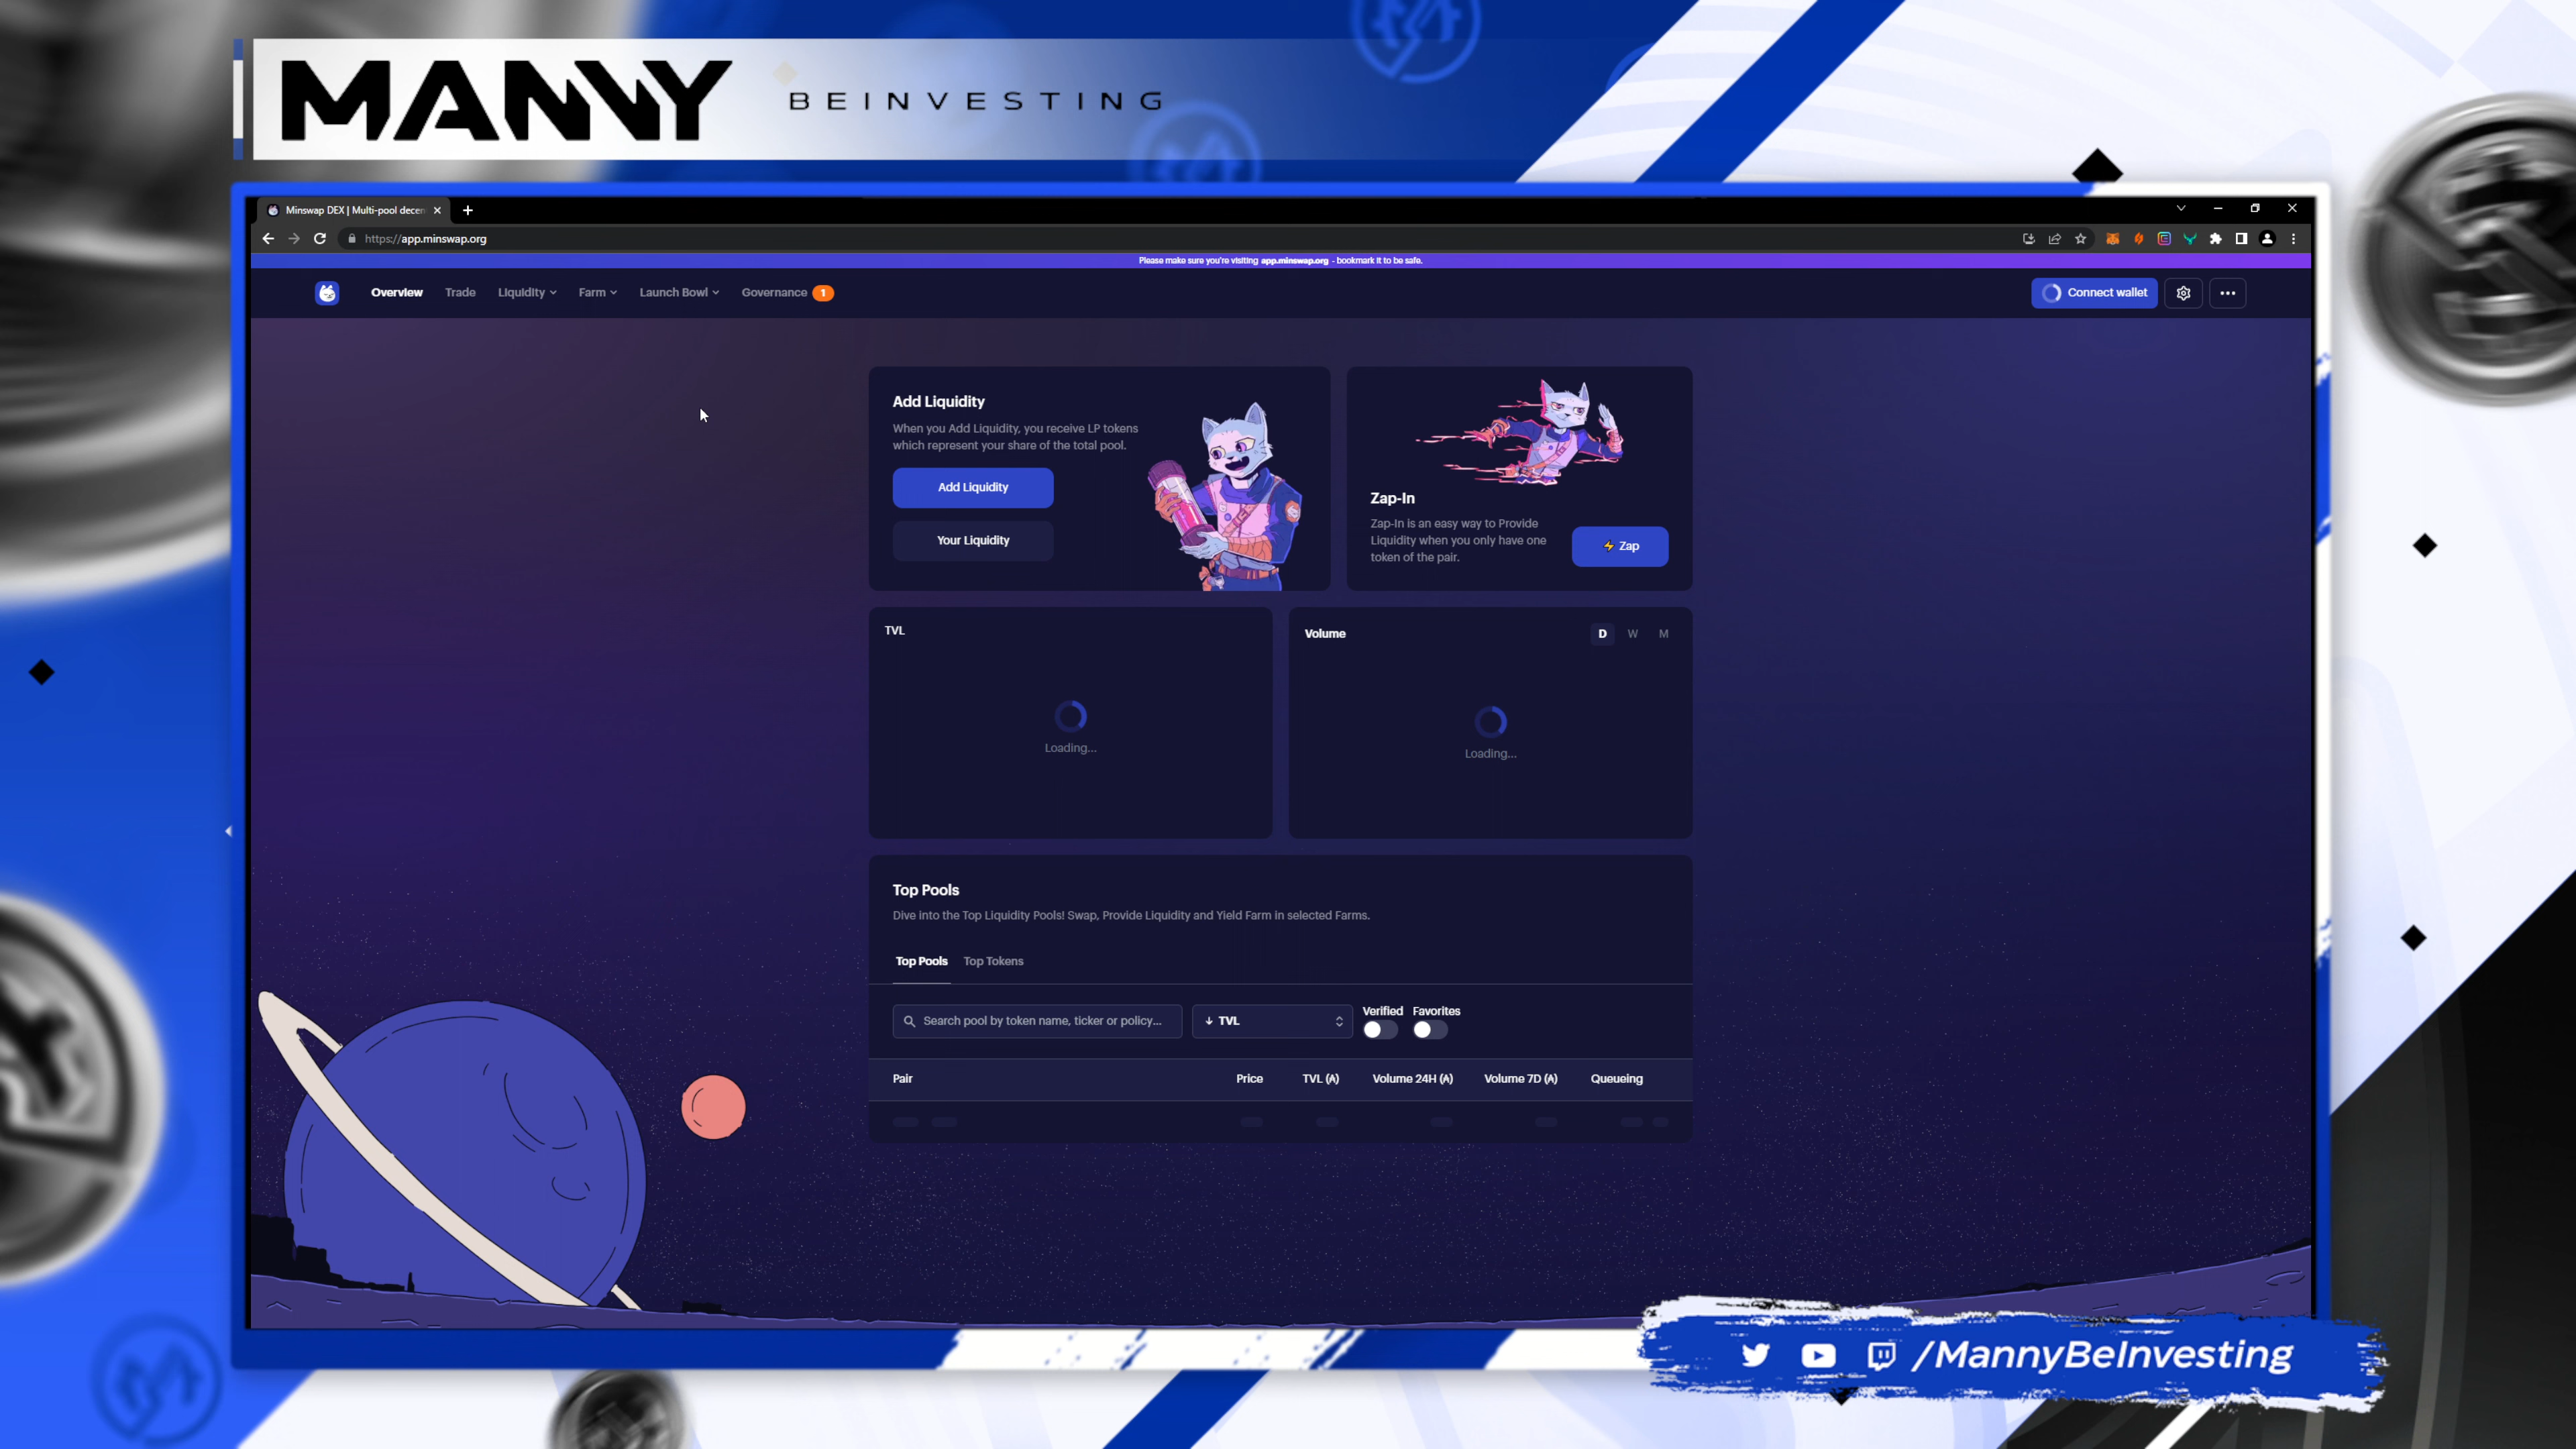 MANNY BEINVESTING
Minswap DEX | Multi-pool decen
https://app.minswap.org
Please make sure you're visiting app.minswap.org - bookmark it to be safe.
Overview Trade Liquidity Farm Launch Bowl Governance 1
Connect wallet
Add Liquidity
When you Add Liquidity, you receive LP tokens
which represent your share of the total pool.
Add Liquidity
Your Liquidity
Zap-In
Zap-In is an easy way to Provide
Liquidity when you only have one
token of the pair.
Zap
TVL
Loading...
Volume D W M
Loading...
Top Pools
Dive into the Top Liquidity Pools! Swap, Provide Liquidity and Yield Farm in selected Farms.
Top Pools Top Tokens
Search pool by token name, ticker or policy...
↓ TVL
Verified Favorites
Pair Price TVL (₳) Volume 24H (₳) Volume 7D (₳) Queueing
/MannyBeInvesting